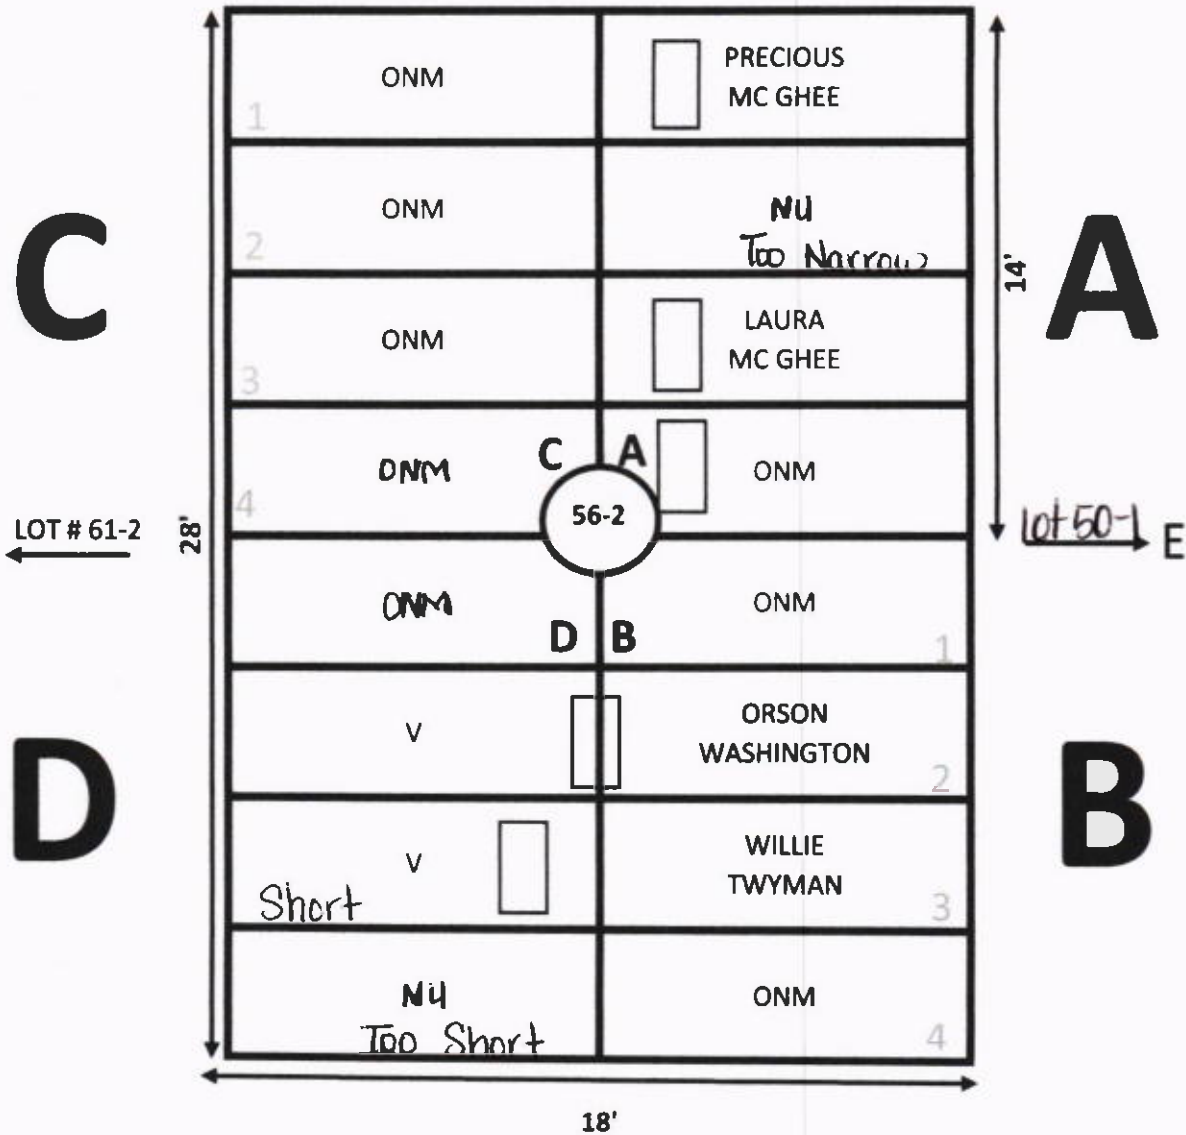 ONM
PRECIOUS
MC GHEE
1
ONM
NU
Too Narrow
2
C
A
14'
ONM
LAURA
MC GHEE
3
ONM
C A
ONM
4
56-2
LOT # 61-2
28'
Lot 50-1
E
ONM
ONM
D B
1
V
ORSON
WASHINGTON
2
D
B
V
WILLIE
TWYMAN
Short
3
NU
ONM
Too Short
4
18'